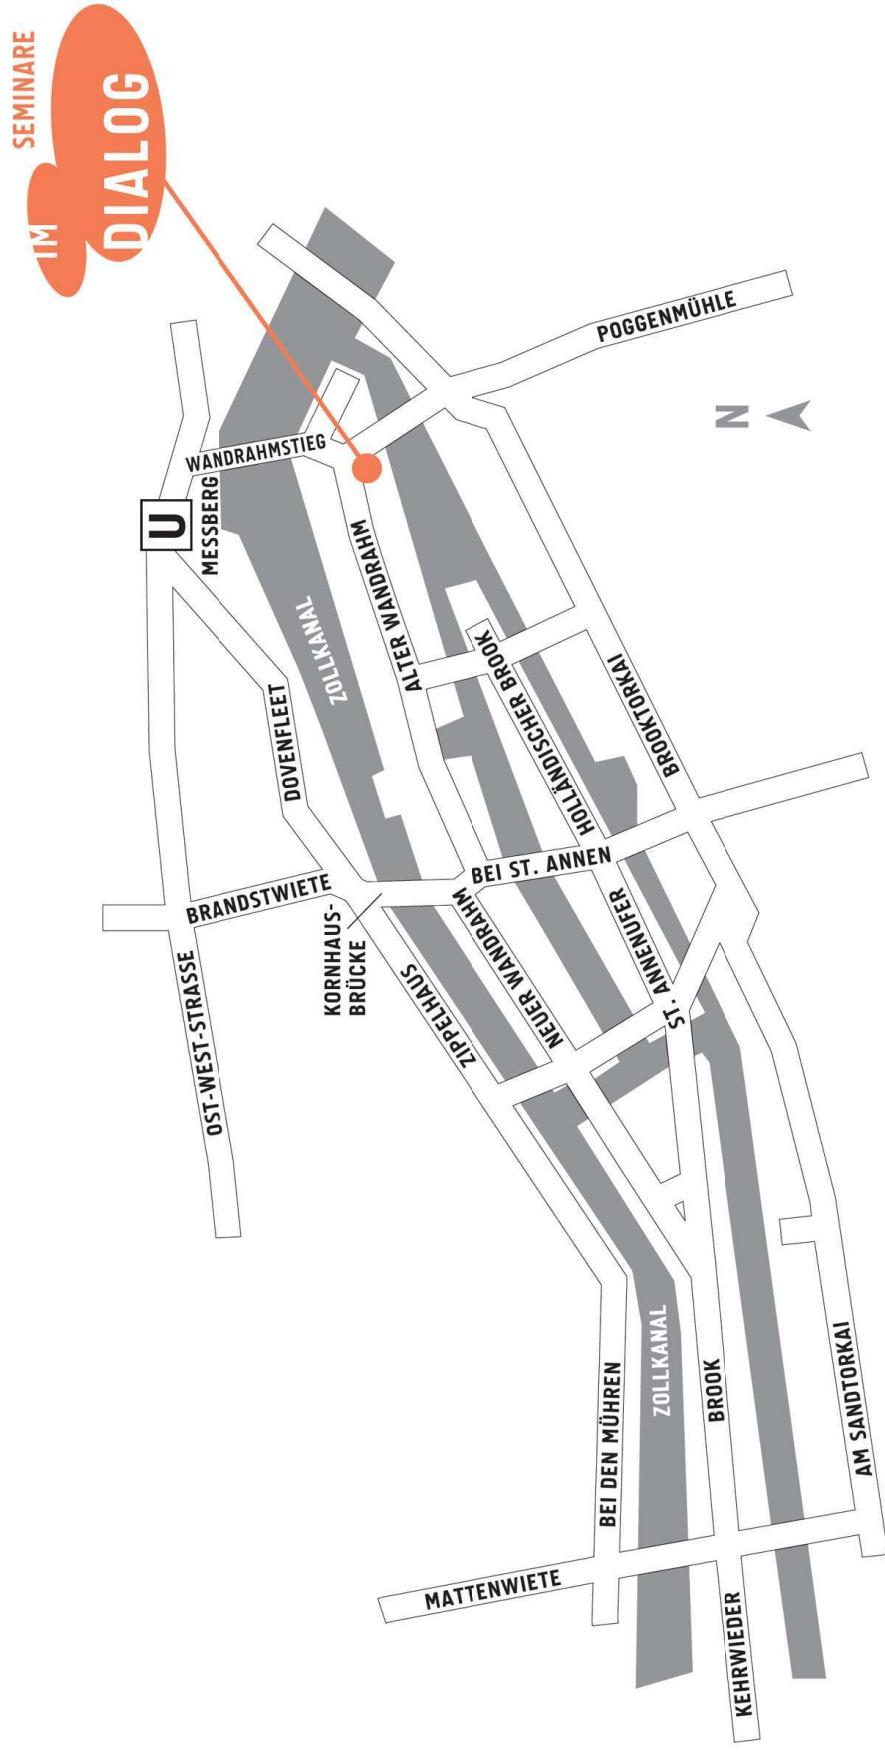 SEMINARE
IM
DIALOG
POGGENMÜHLE
WANDRAHMSTIEG
N
U
MESSBERG
ALTER WANDRAHM
ZOLLKANAL
DOVENFLEET
HOLLÄNDISCHER BROOK
BROOKTORKAI
BRANDSTWIETE
BEI ST. ANNEN
KORNHAUS-
BRÜCKE
OST-WEST-STRASSE
ZIPPELHAUS
NEUER WANDRAHM
ST. ANNENUFER
BEI DEN MÜHREN
ZOLLKANAL
BROOK
AM SANDTORKAI
MATTENWIETE
KEHRWIEDER